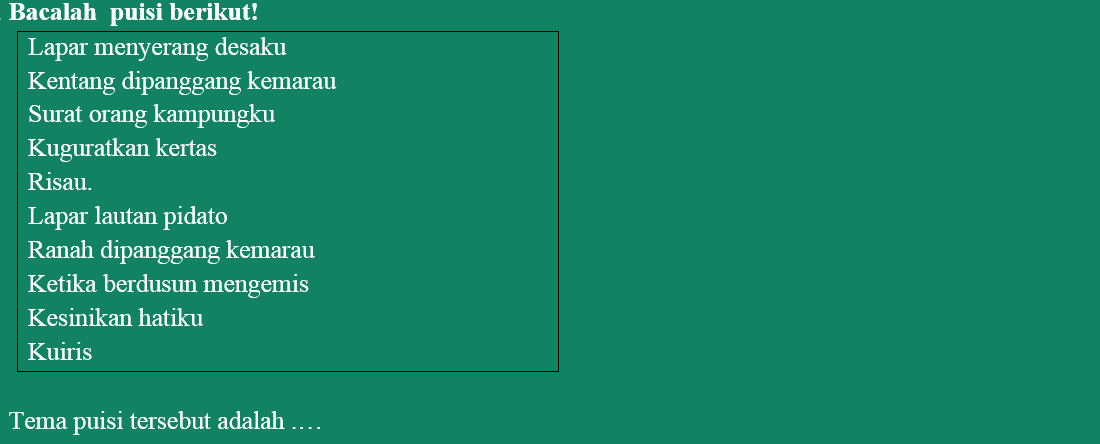 Bacalah puisi berikut!
Lapar menyerang desaku
Kentang dipanggang kemarau
Surat orang kampungku
Kuguratkan kertas
Risau.
Lapar lautan pidato
Ranah dipanggang kemarau
Ketika berdusun mengemis
Kesinikan hatiku
Kuiris
Tema puisi tersebut adalah ….